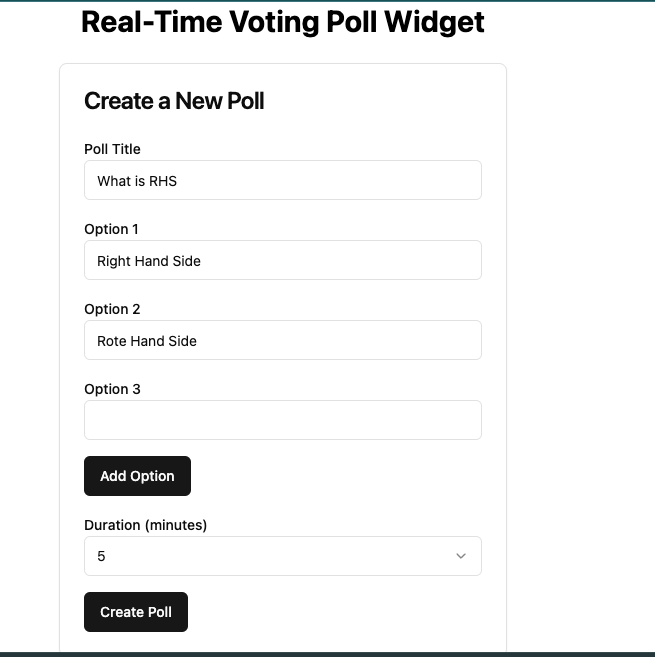 Real-Time Voting Poll Widget
Create a New Poll
Poll Title
What is RHS
Option 1
Right Hand Side
Option 2
Rote Hand Side
Option 3
Add Option
Duration (minutes)
5
Create Poll